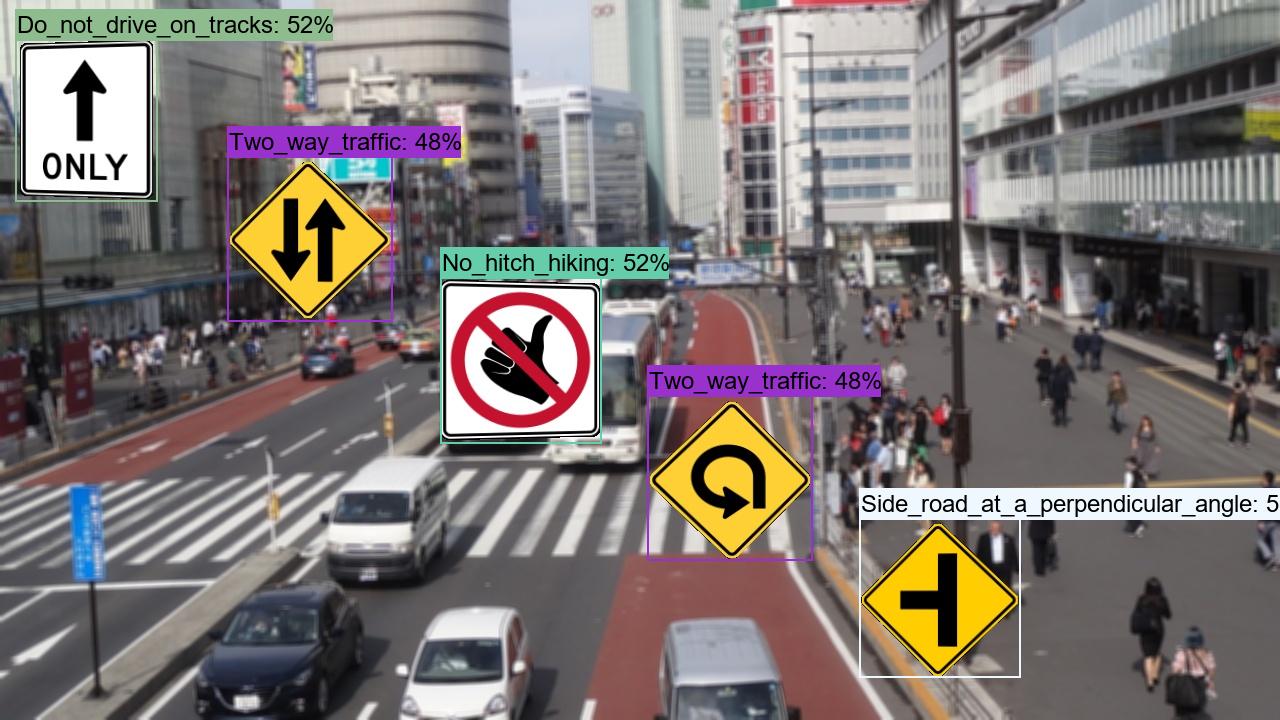 Do_not_drive_on_tracks: 52%
ONLY
Two_way_traffic: 48%
No_hitch_hiking: 52%
Two_way_traffic: 48%
Side_road_at_a_perpendicular_angle: 5